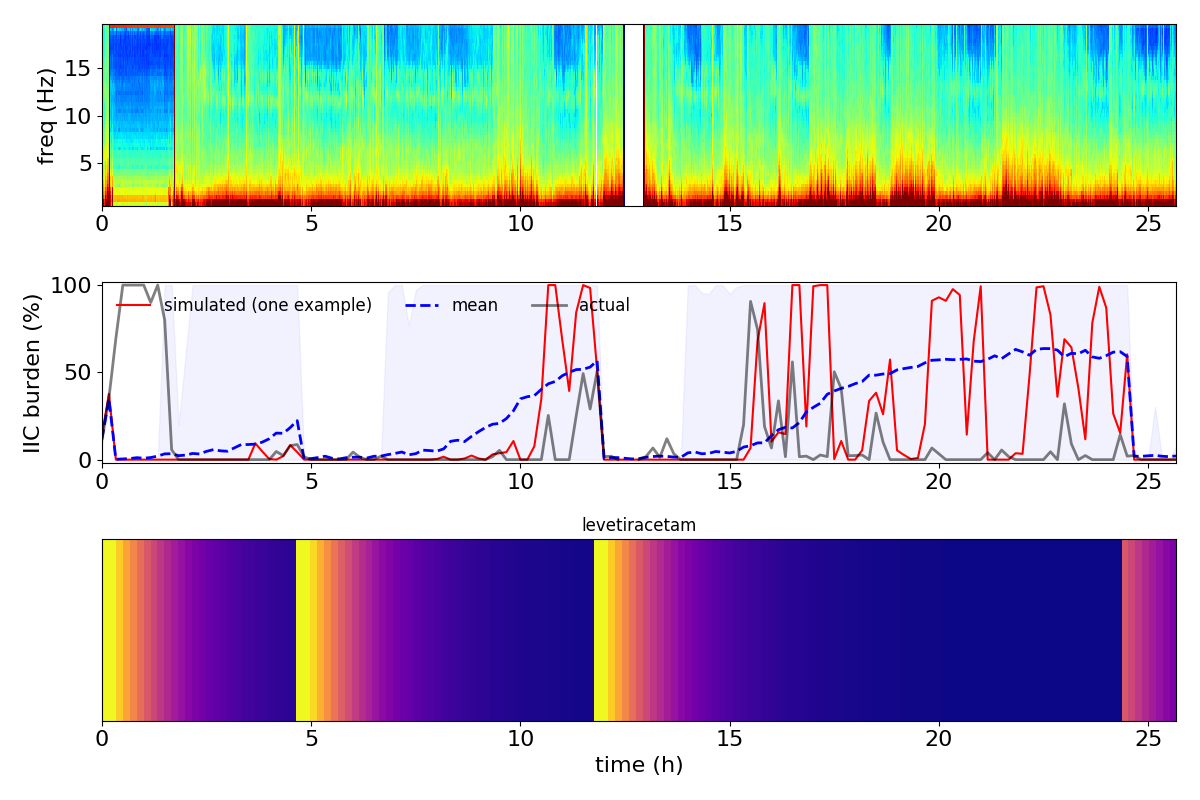 freq (Hz)
15
10
5
0 5 10 15 20 25
IIC burden (%)
100
50
0
simulated (one example) mean actual
0 5 10 15 20 25
levetiracetam
0 5 10 15 20 25
time (h)